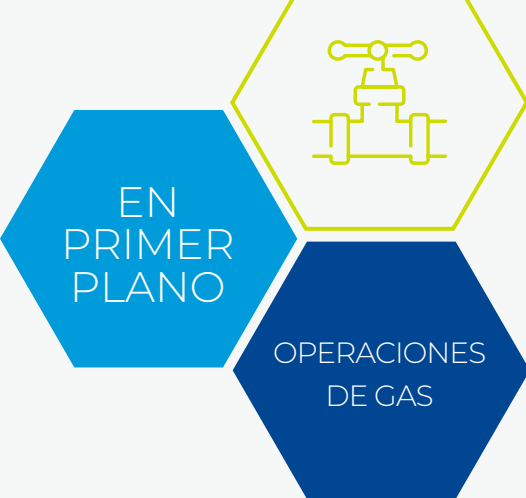 EN
PRIMER
PLANO
OPERACIONES
DE GAS